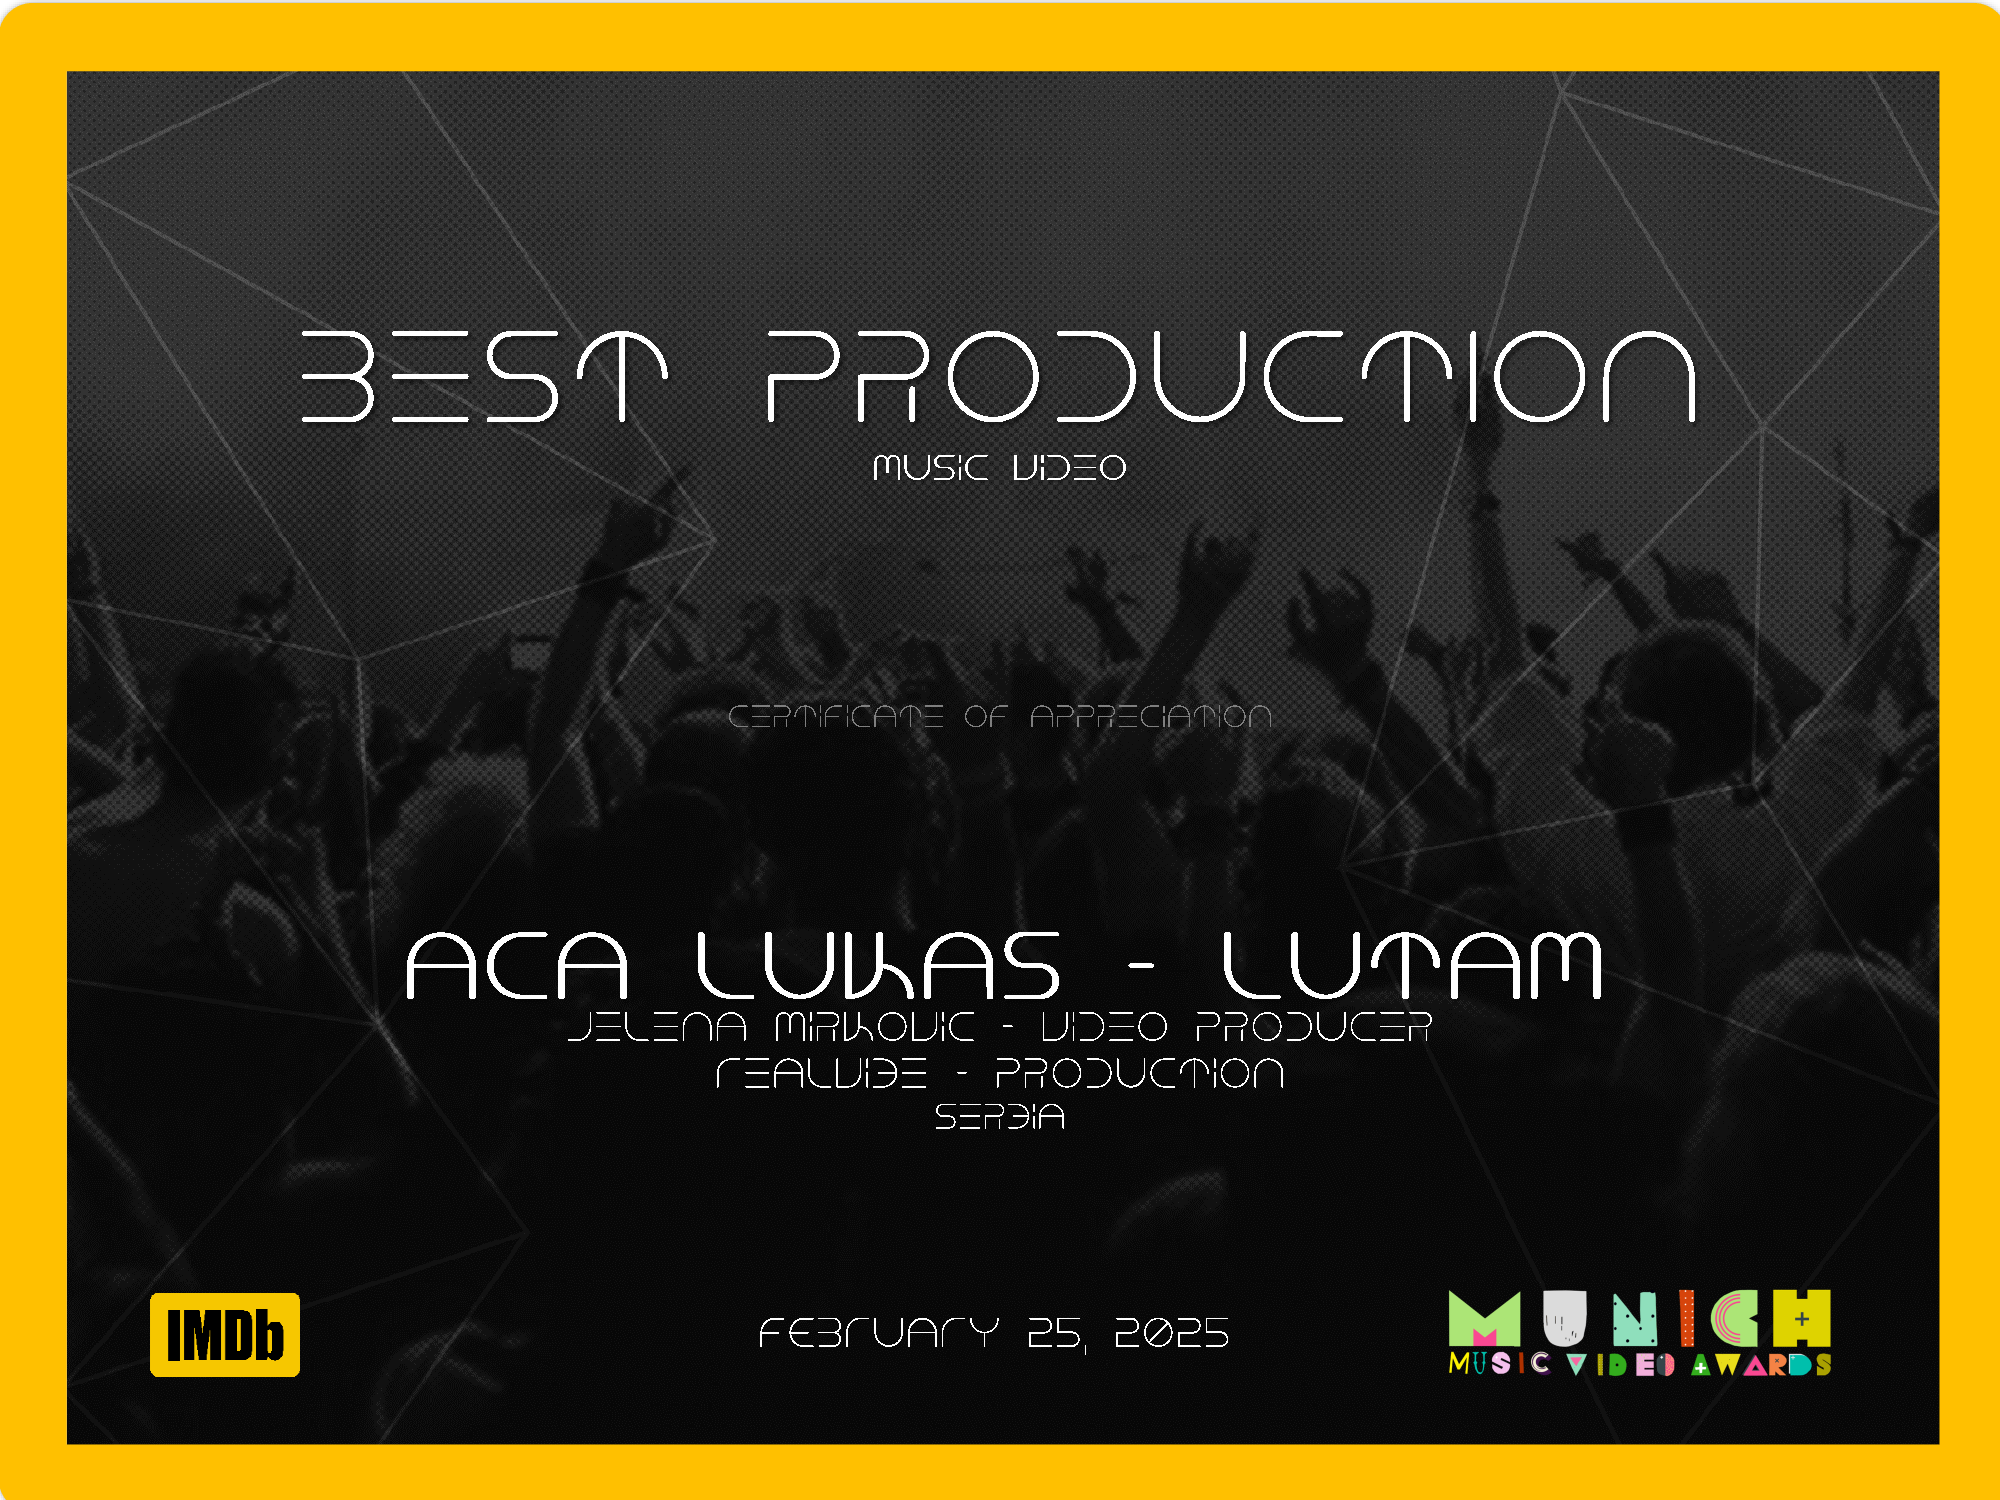 BEST PRODUCTION
MUSIC VIDEO
CERTIFICATE OF APPRECIATION
ACA LUKAS - LUTAM
JELENA MIRKOVIC - VIDEO PRODUCER
REALVIBE - PRODUCTION
SERBIA
IMDb
FEBRUARY 25, 2025
MUNICH
MUSIC VIDEO AWARDS